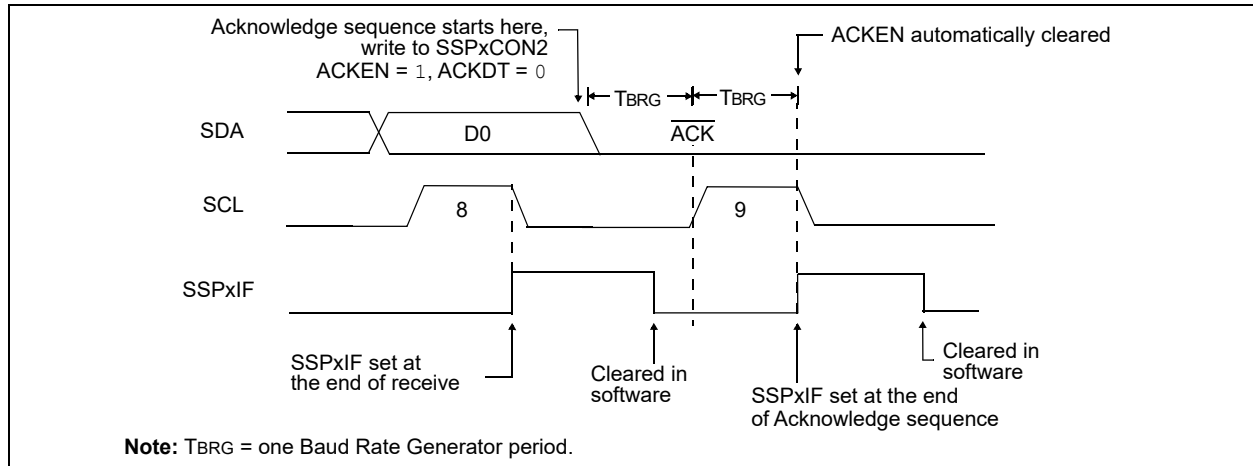 Acknowledge sequence starts here,
write to SSPxCON2
ACKEN = 1, ACKDT = 0
ACKEN automatically cleared
TBRG
TBRG
SDA
D0
ACK
SCL
8
9
SSPxIF
SSPxIF set at
the end of receive
Cleared in
software
SSPxIF set at the end
of Acknowledge sequence
Cleared in
software
Note: TBRG = one Baud Rate Generator period.